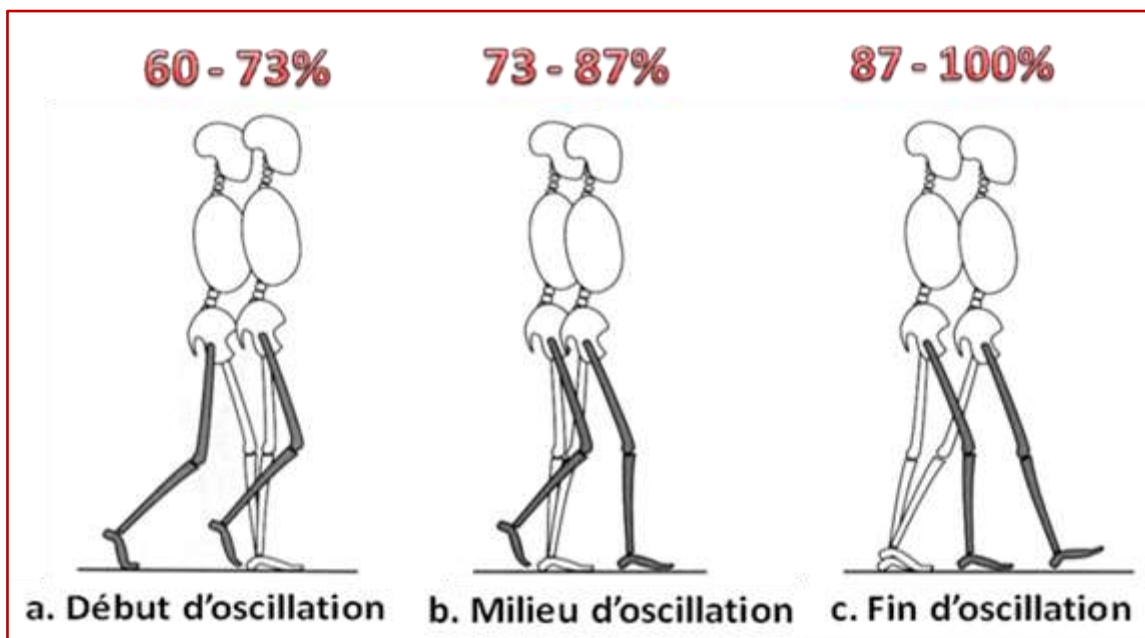 60 - 73% 73 - 87% 87 - 100%
a. Début d'oscillation b. Milieu d'oscillation c. Fin d'oscillation